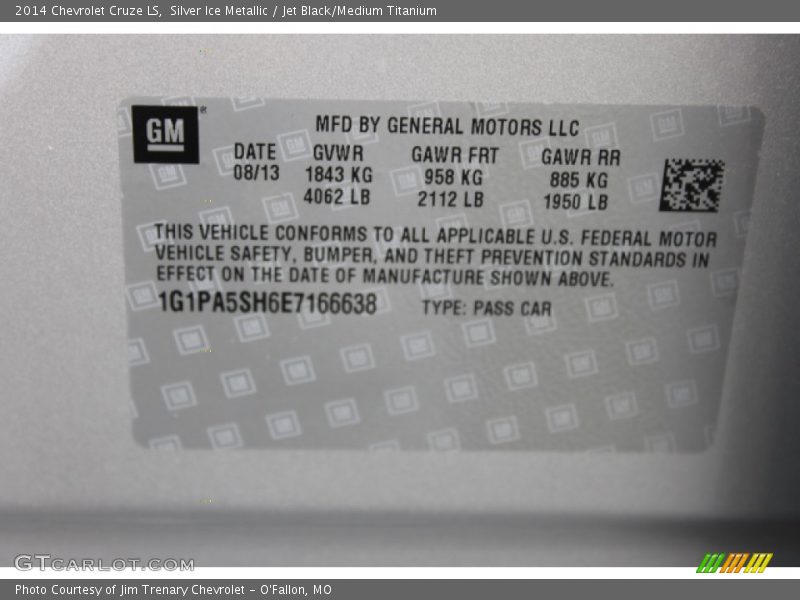 2014 Chevrolet Cruze LS, Silver Ice Metallic / Jet Black/Medium Titanium
GM
MFD BY GENERAL MOTORS LLC
DATE GVWR GAWR FRT GAWR RR
08/13 1843 KG 958 KG 885 KG
4062 LB 2112 LB 1950 LB
THIS VEHICLE CONFORMS TO ALL APPLICABLE U.S. FEDERAL MOTOR
VEHICLE SAFETY, BUMPER, AND THEFT PREVENTION STANDARDS IN
EFFECT ON THE DATE OF MANUFACTURE SHOWN ABOVE.
1G1PA5SH6E7166638 TYPE: PASS CAR
GTCARLOT.COM
Photo Courtesy of Jim Trenary Chevrolet - O'Fallon, MO